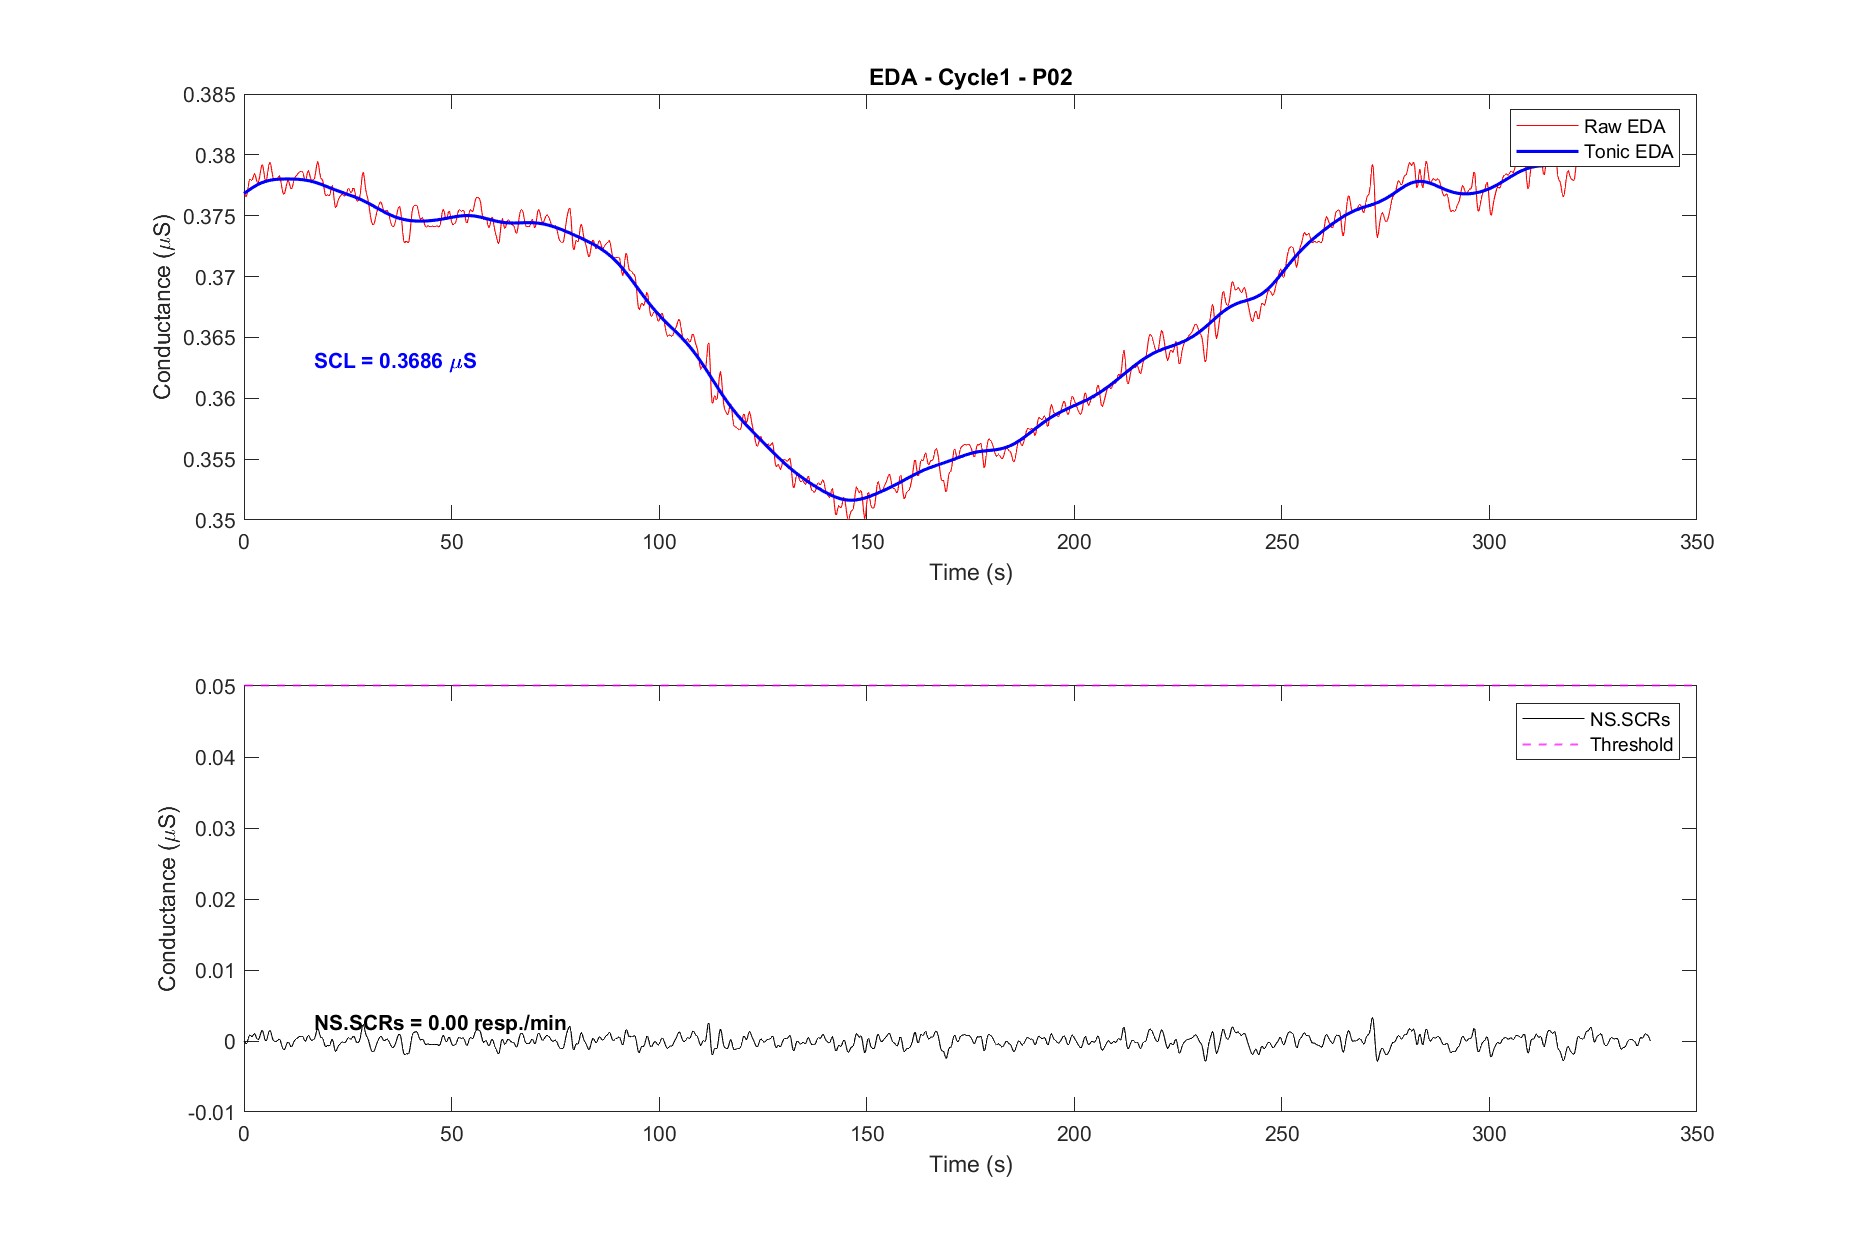 EDA - Cycle1 - P02
0.385
0.38
0.375
0.37
0.365
0.36
0.355
0.35
Conductance (μS)
Raw EDA
Tonic EDA
SCL = 0.3686 μS
0 50 100 150 200 250 300 350
Time (s)
0.05
0.04
0.03
0.02
0.01
0
-0.01
Conductance (μS)
NS.SCRs
Threshold
NS.SCRs = 0.00 resp./min
0 50 100 150 200 250 300 350
Time (s)